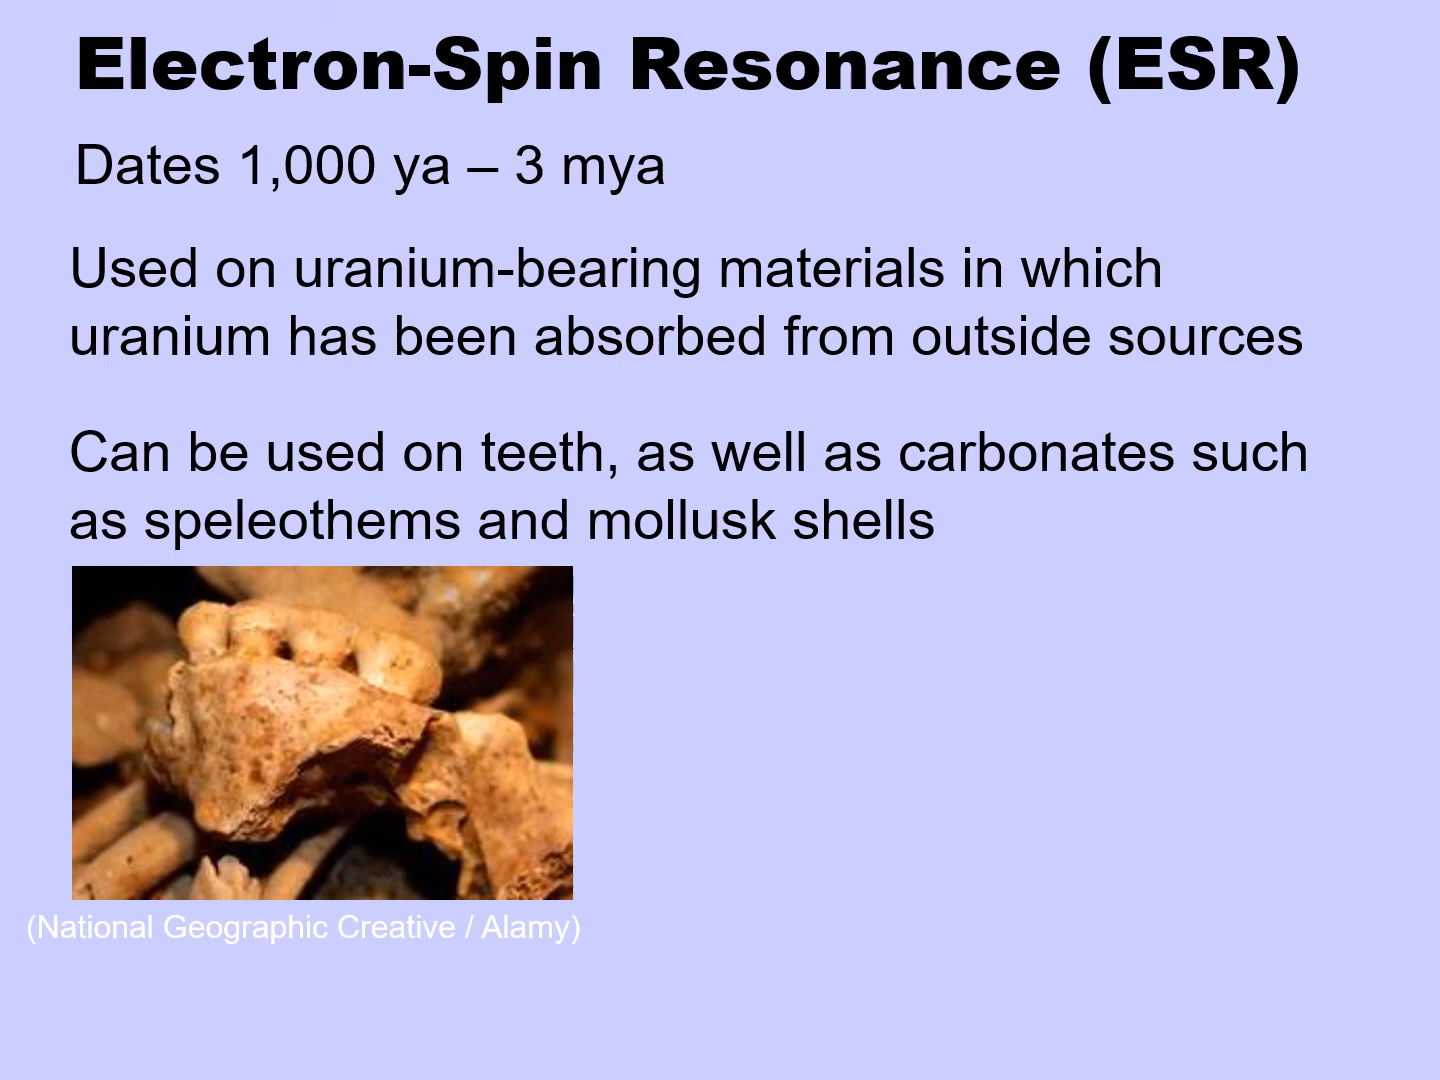 Electron-Spin Resonance (ESR)
Dates 1,000 ya – 3 mya
Used on uranium-bearing materials in which
uranium has been absorbed from outside sources
Can be used on teeth, as well as carbonates such
as speleothems and mollusk shells
(National Geographic Creative / Alamy)